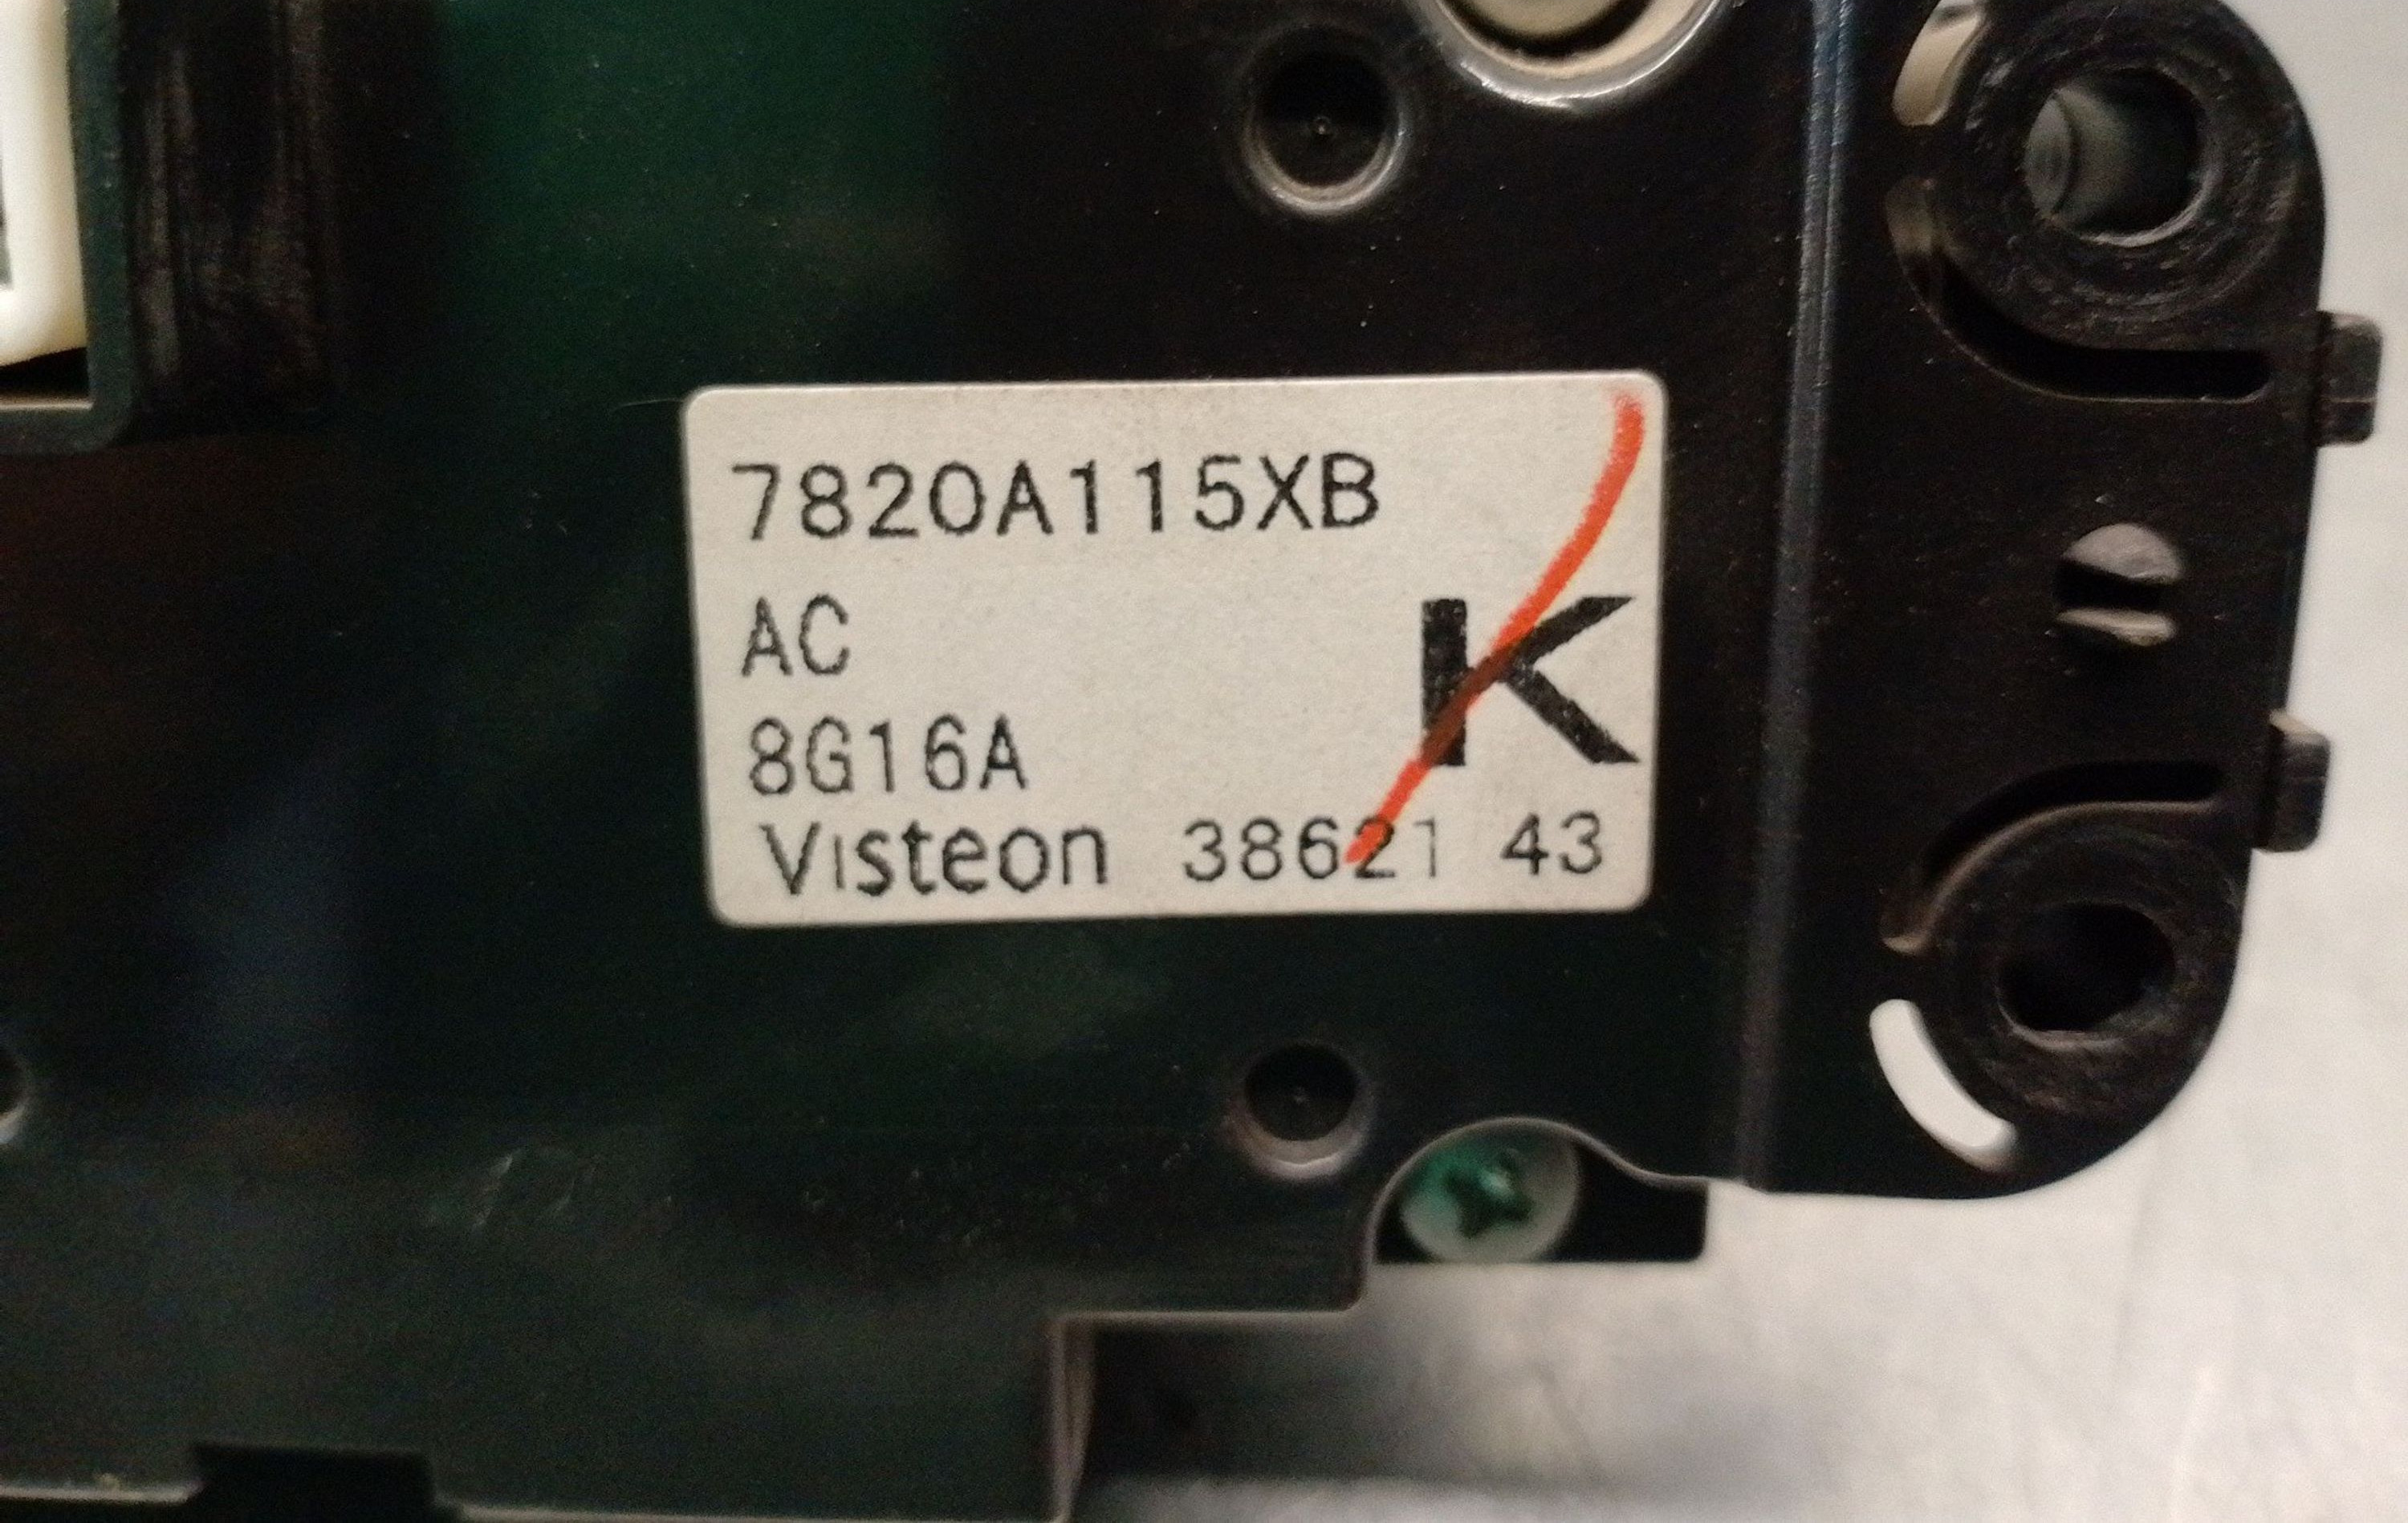 7820A115XB
AC
K
8G16A
Visteon 38621 43